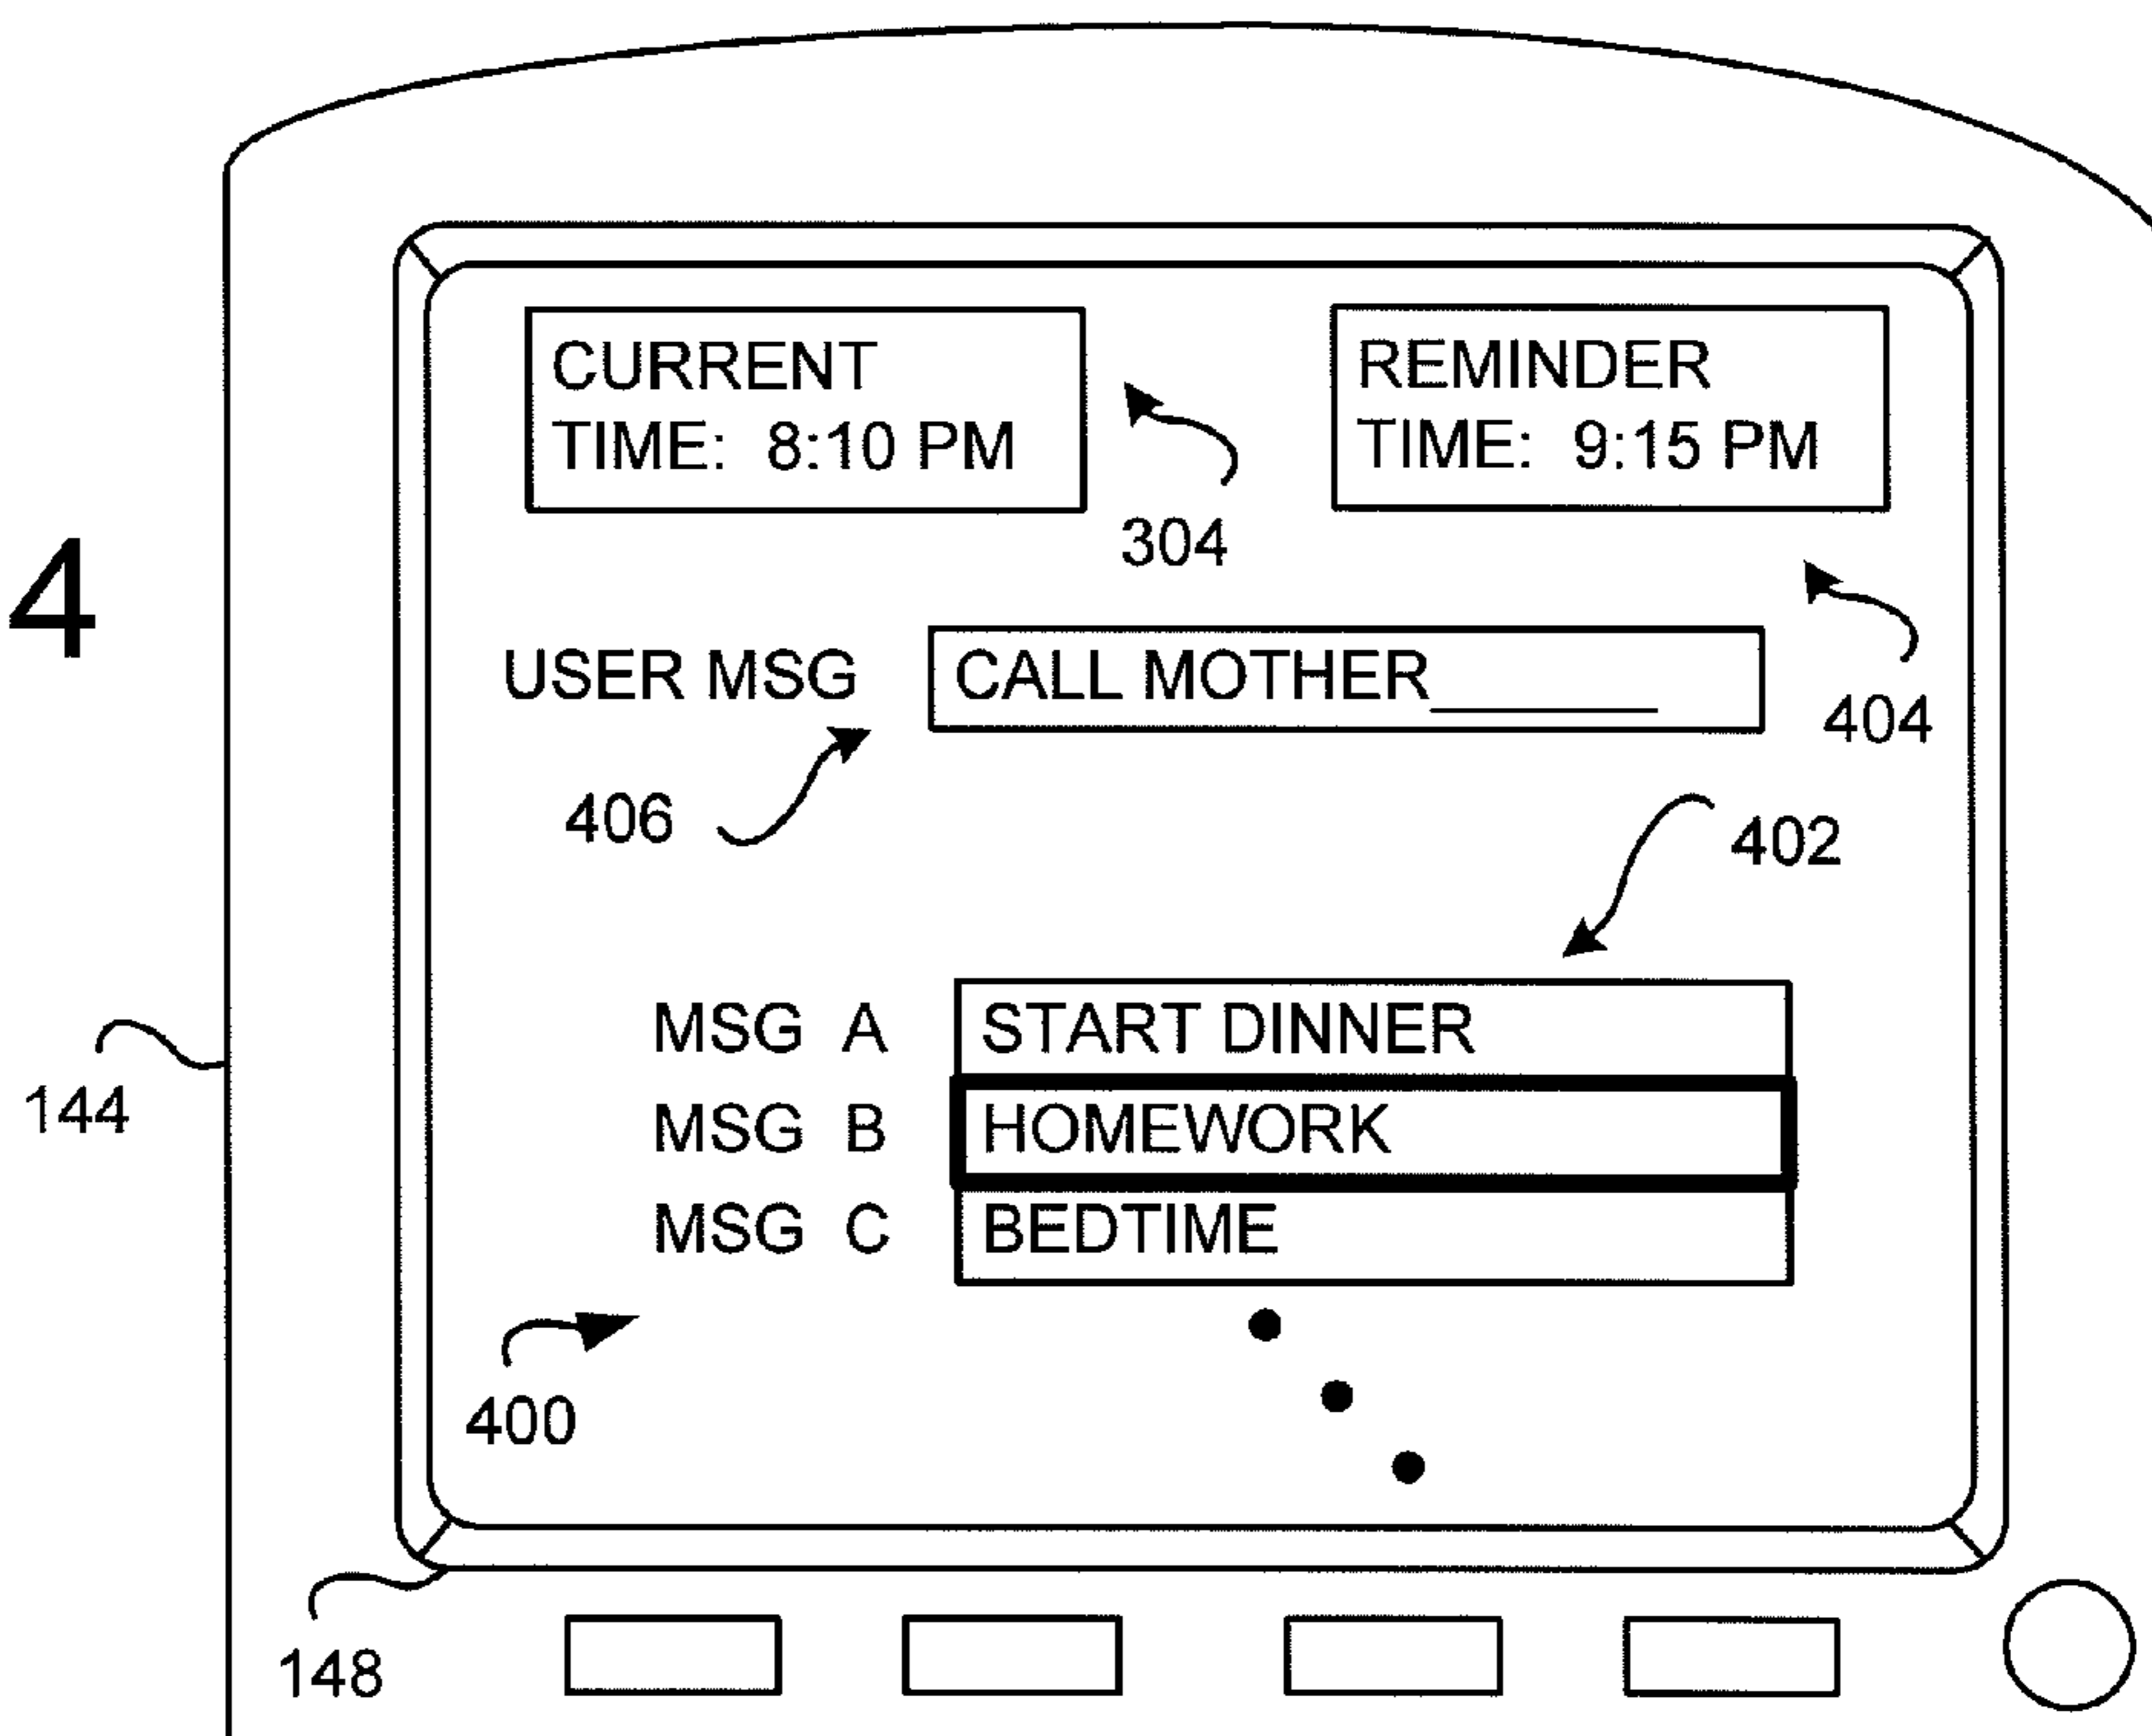 CURRENT
TIME: 8:10 PM
REMINDER
TIME: 9:15 PM
304
4
USER MSG CALL MOTHER
404
406
402
MSG A START DINNER
144
MSG B HOMEWORK
MSG C BEDTIME
400
148